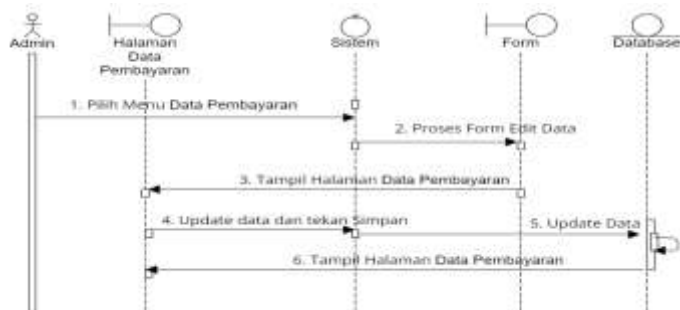 Admin
Halaman
Data
Pembayaran
Sistem
Form
Database
1. Pilih Menu Data Pembayaran
2. Proses Form Edit Data
3. Tampil Halaman Data Pembayaran
4. Update data dan tekan Simpan
5. Update Data
6. Tampil Halaman Data Pembayaran